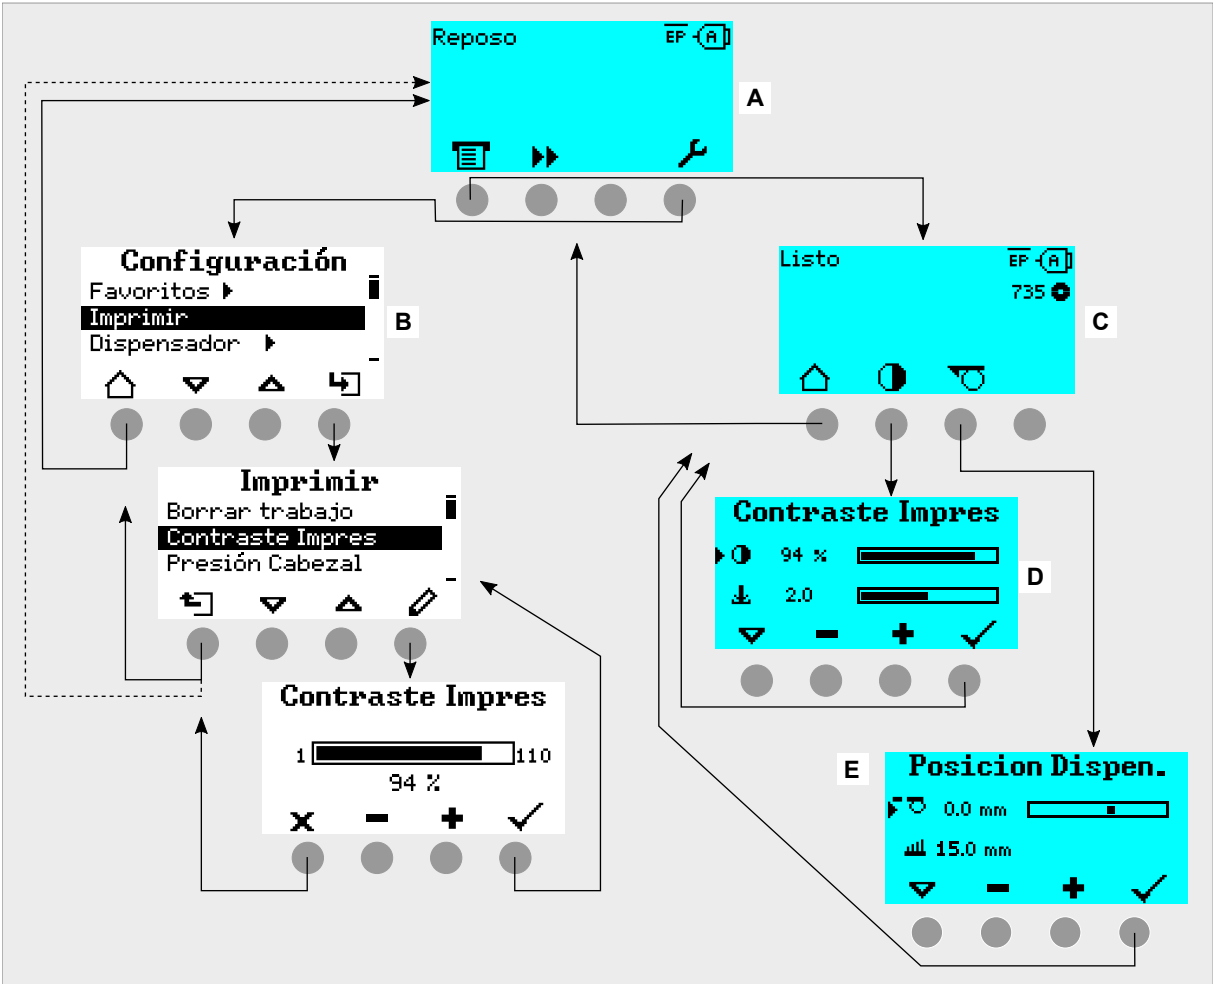 Reposo
EP A
A
Configuración
Favoritos
Imprimir
Dispensador
B
Listo
EP A
735
C
Imprimir
Borrar trabajo
Contraste Impres
Presión Cabezal
Contraste Impres
94 %
2.0
D
Contraste Impres
1 110
94 %
E
Posicion Dispen.
0.0 mm
15.0 mm